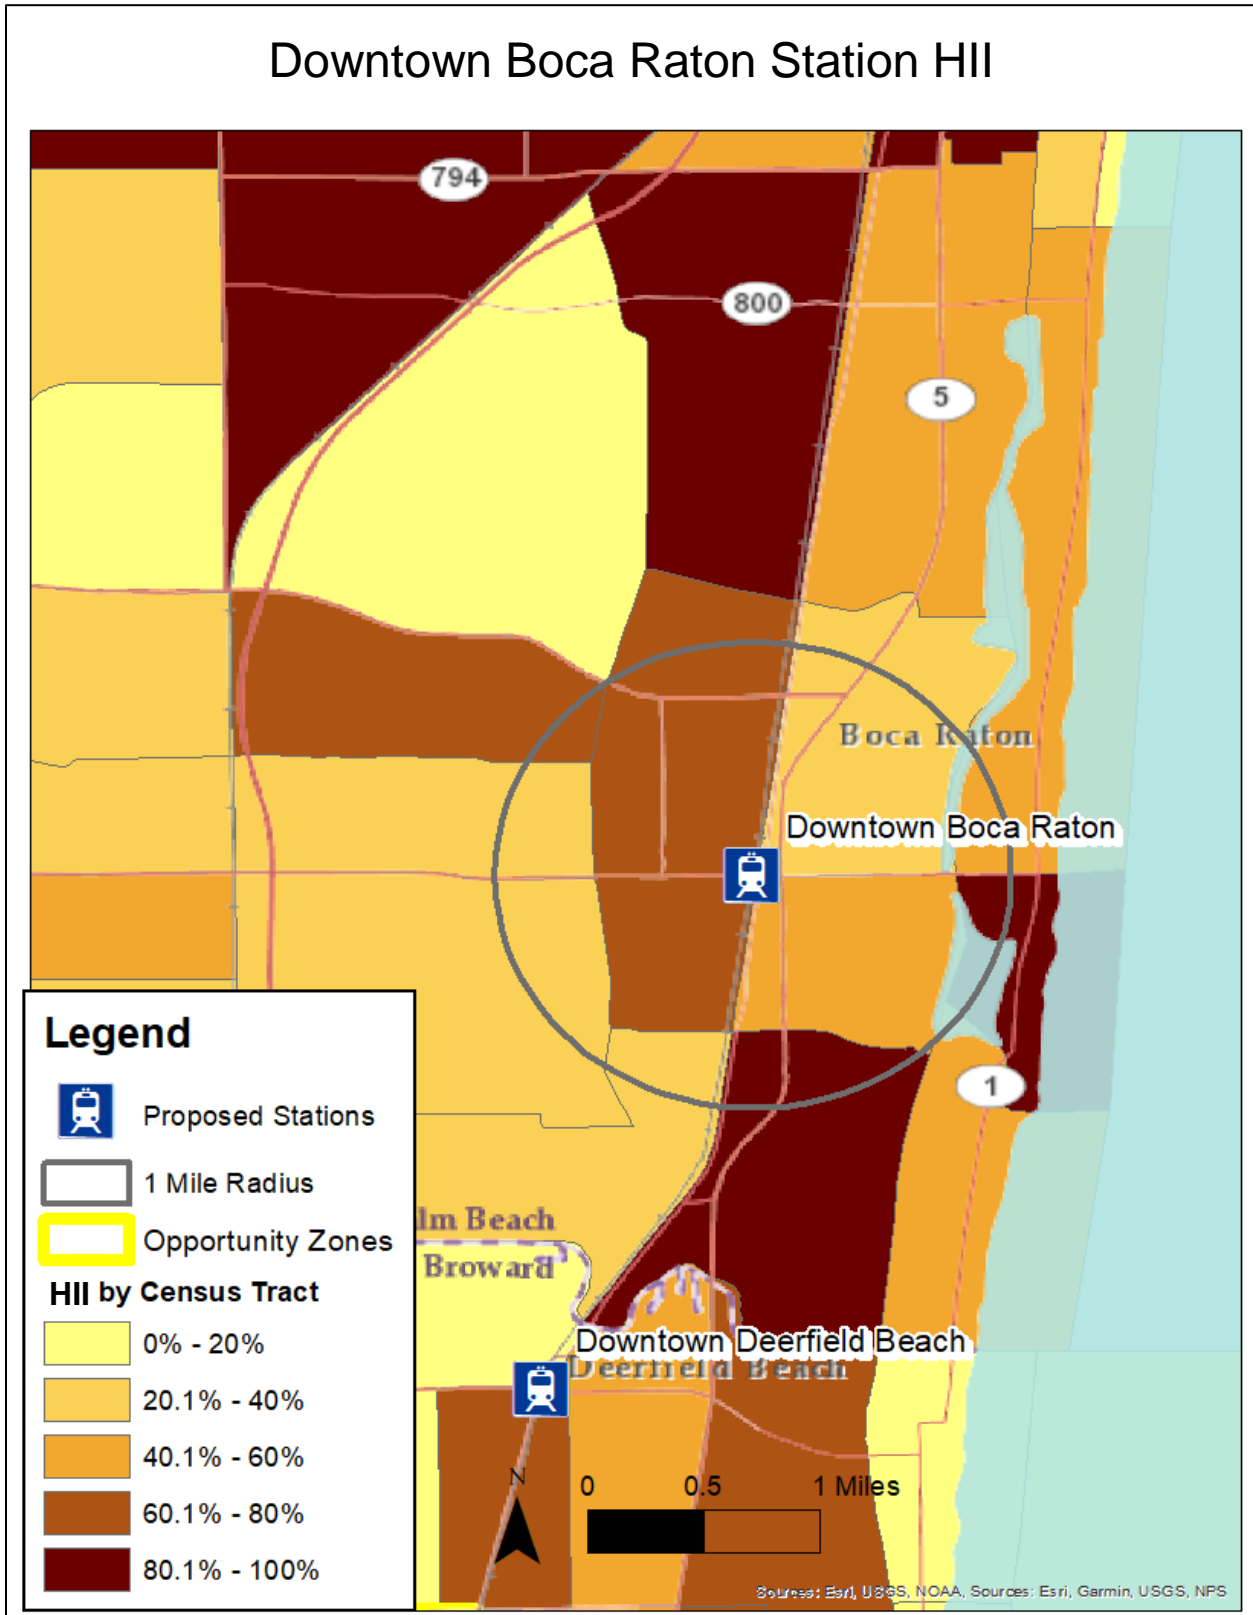 Downtown Boca Raton Station HII
794
800
5
Boca Raton
Downtown Boca Raton
1
Legend
Proposed Stations
1 Mile Radius
Opportunity Zones
HII by Census Tract
0% - 20%
20.1% - 40%
40.1% - 60%
60.1% - 80%
80.1% - 100%
lm Beach
Broward
Downtown Deerfield Beach
Deerfield Beach
N
0 0.5 1 Miles
Sources: Esri, USGS, NOAA, Sources: Esri, Garmin, USGS, NPS